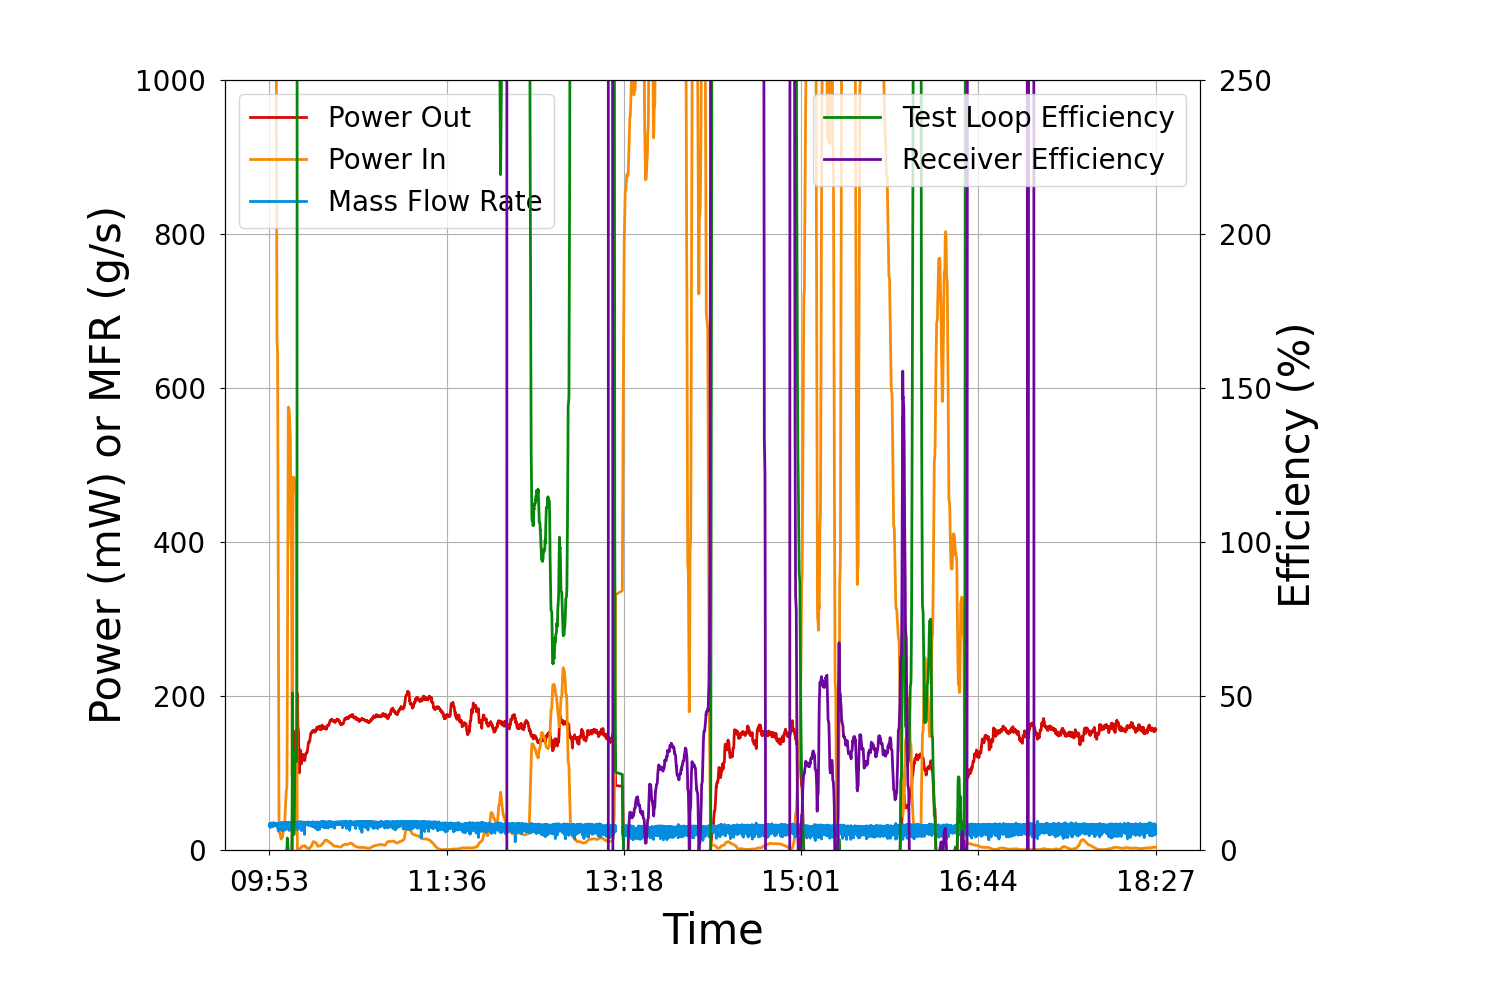 1000
800
600
400
200
0
Power (mW) or MFR (g/s)
Power Out
Power In
Mass Flow Rate
Test Loop Efficiency
Receiver Efficiency
250
200
150
100
50
0
Efficiency (%)
09:53 11:36 13:18 15:01 16:44 18:27
Time